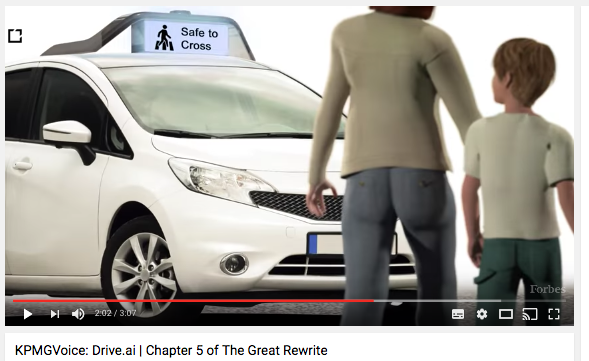 Safe to
Cross
Forbes
2:02 / 3:07
KPMGVoice: Drive.ai | Chapter 5 of The Great Rewrite